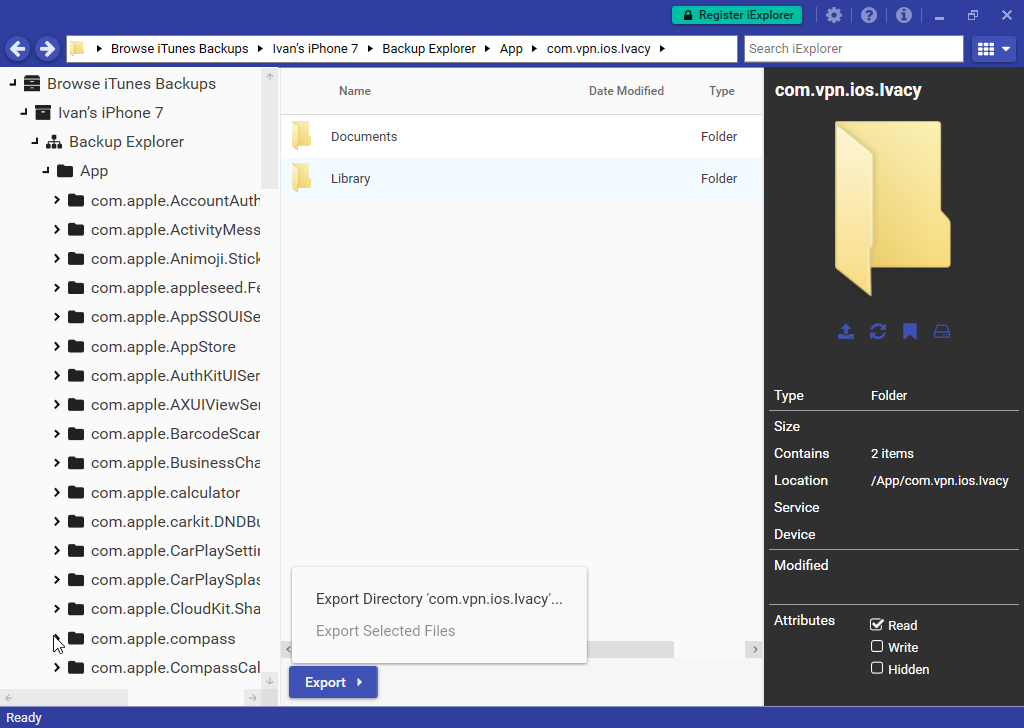 Register iExplorer
Browse iTunes Backups Ivan's iPhone 7 Backup Explorer App com.vpn.ios.Ivacy
Search iExplorer
Browse iTunes Backups
Ivan's iPhone 7
Backup Explorer
App
com.apple.AccountAuth
com.apple.ActivityMess
com.apple.Animoji.Stick
com.apple.appleseed.Fe
com.apple.AppSSOUISe
com.apple.AppStore
com.apple.AuthKitUISer
com.apple.AXUIViewSer
com.apple.BarcodeScar
com.apple.BusinessCha
com.apple.calculator
com.apple.carkit.DNDBu
com.apple.CarPlaySettin
com.apple.CarPlaySplas
com.apple.CloudKit.Sha
com.apple.compass
com.apple.CompassCal
Name Date Modified Type
Documents Folder
Library Folder
Export Directory 'com.vpn.ios.Ivacy'...
Export Selected Files
Export
com.vpn.ios.Ivacy
Type Folder
Size
Contains 2 items
Location /App/com.vpn.ios.Ivacy
Service
Device
Modified
Attributes Read
Write
Hidden
Ready